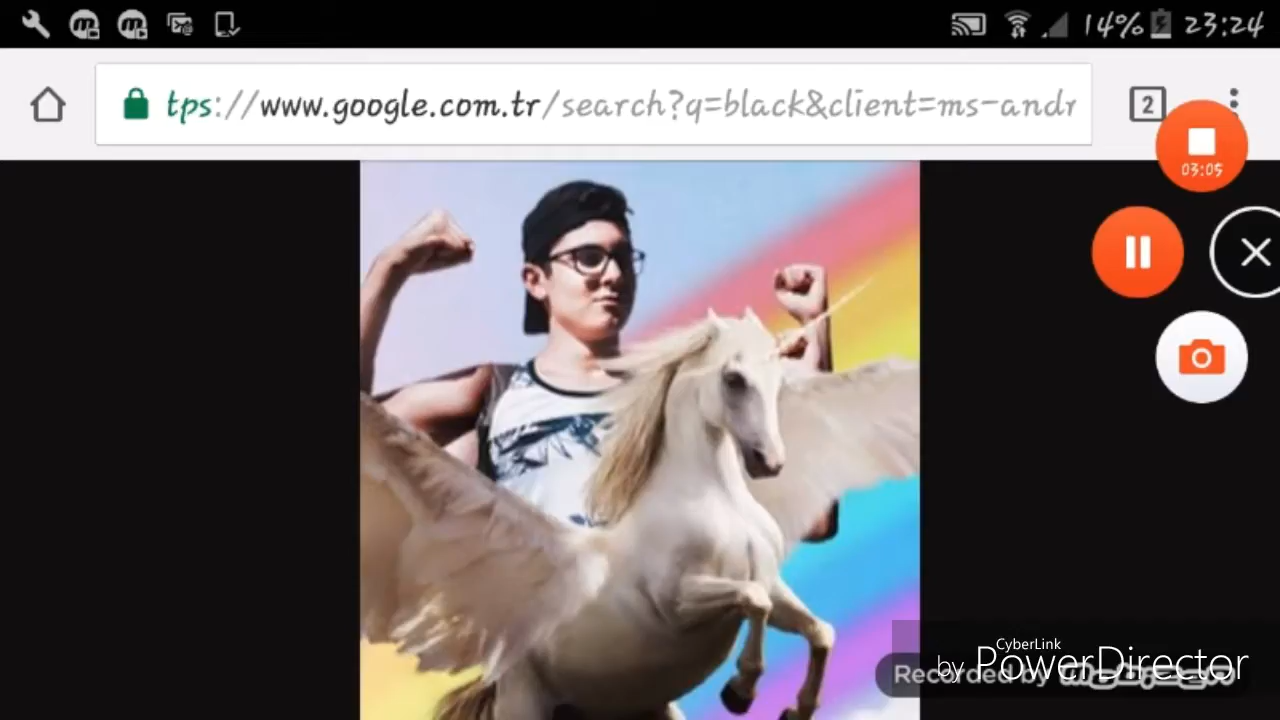 14% 23:24
tps://www.google.com.tr/search?q=black&client=ms-andr
2
03:05
CyberLink
by PowerDirector
Recorded by